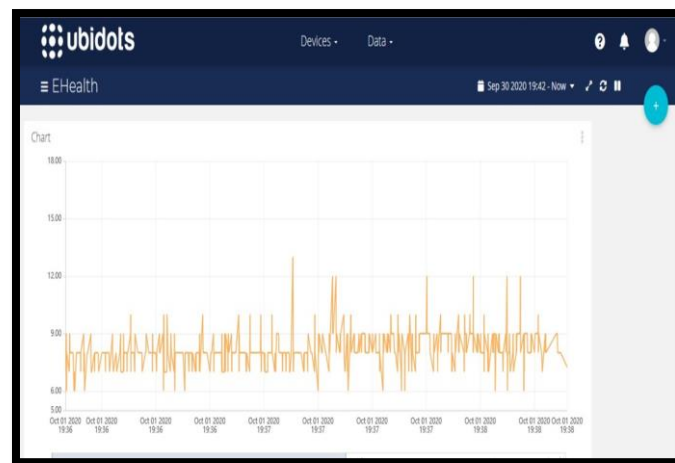 ubidots Devices Data
EHealth Sep 30 2020 19:42 - Now
Chart
18.00
15.00
12.00
9.00
6.00
5.00
Oct 01 2020 Oct 01 2020 Oct 01 2020 Oct 01 2020 Oct 01 2020 Oct 01 2020 Oct 01 2020 Oct 01 2020 Oct 01 2020 Oct 01 2020 Oct 01 2020
19:36 19:36 19:36 19:36 19:37 19:37 19:37 19:37 19:38 19:38 19:38